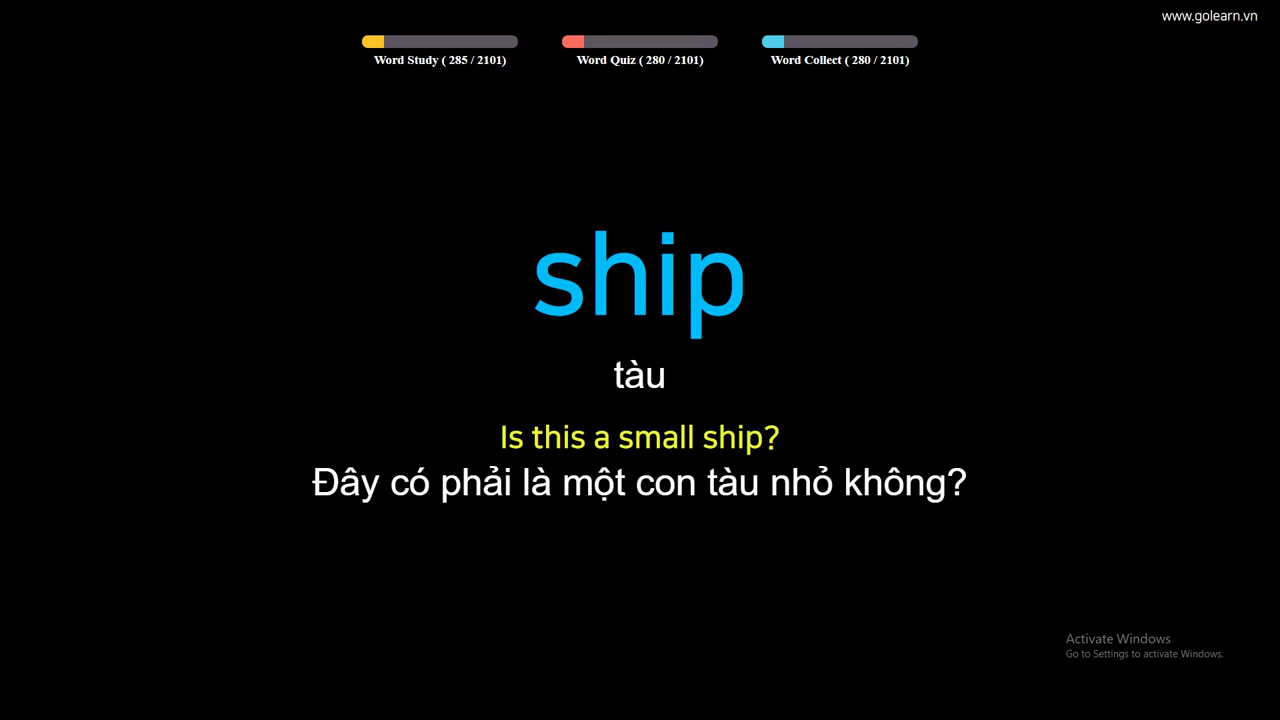 www.golearn.vn
Word Study ( 285 / 2101)
Word Quiz ( 280 / 2101)
Word Collect ( 280 / 2101)
ship
tàu
Is this a small ship?
Đây có phải là một con tàu nhỏ không?
Activate Windows
Go to Settings to activate Windows.